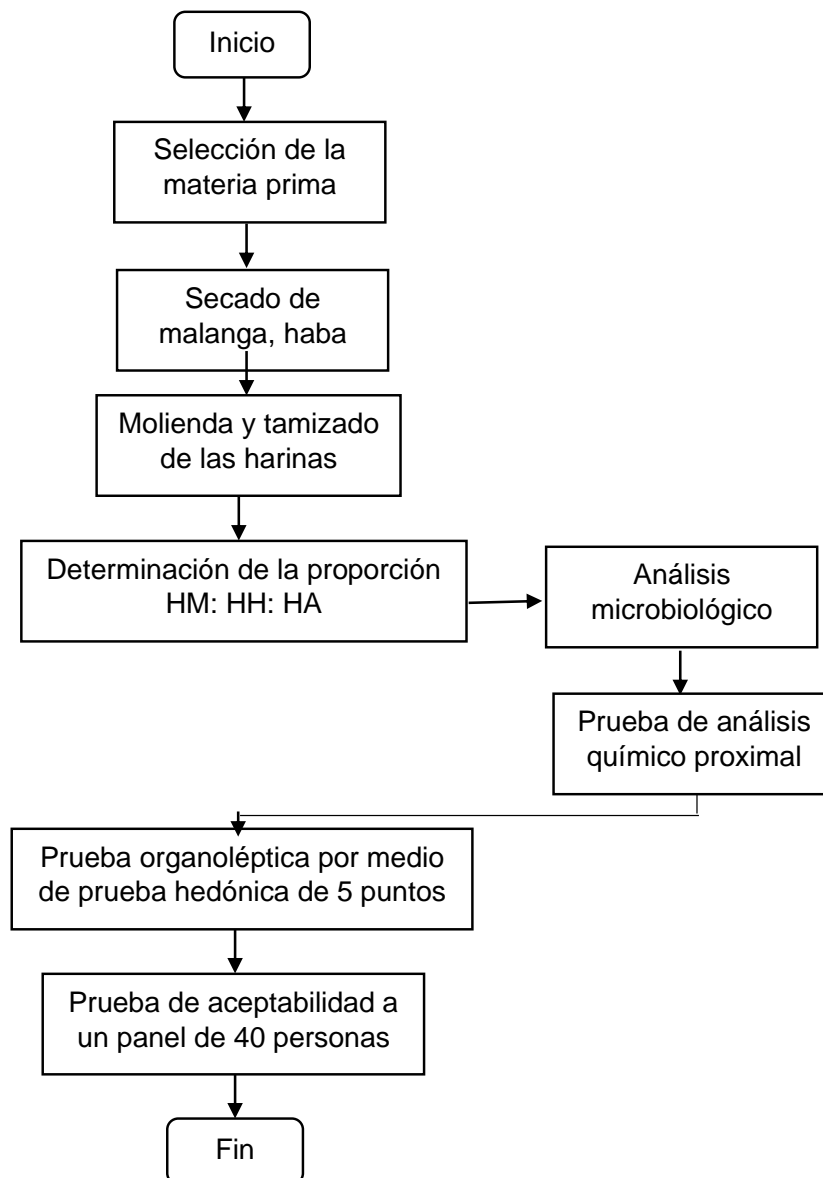 Inicio
Selección de la
materia prima
Secado de
malanga, haba
Molienda y tamizado
de las harinas
Determinación de la proporción
HM: HH: HA
Análisis
microbiológico
Prueba de análisis
químico proximal
Prueba organoléptica por medio
de prueba hedónica de 5 puntos
Prueba de aceptabilidad a
un panel de 40 personas
Fin